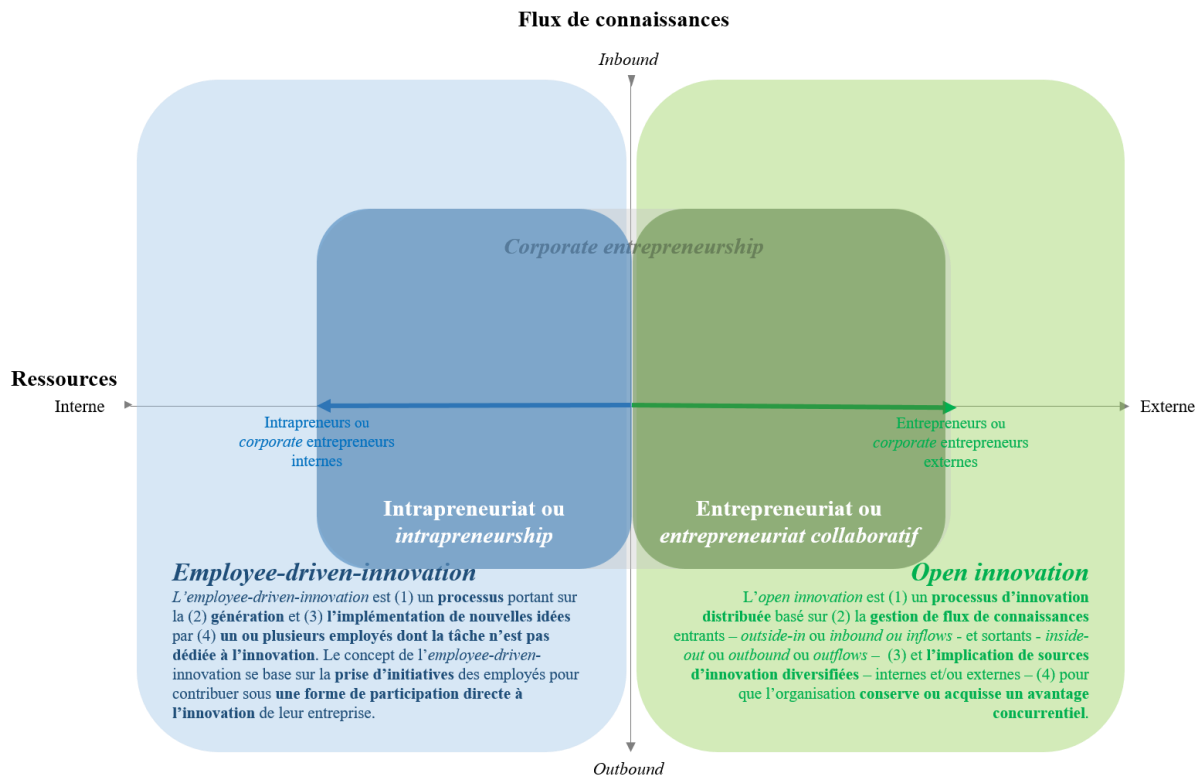 Flux de connaissances
Inbound
Corporate entrepreneurship
Ressources
Interne
Externe
Intrapreneurs ou
corporate entrepreneurs
internes
Entrepreneurs ou
corporate entrepreneurs
externes
Intrapreneuriat ou
intrapreneurship
Entrepreneuriat ou
entrepreneuriat collaboratif
Employee-driven-innovation
L'employee-driven-innovation est (1) un processus portant sur
la (2) génération et (3) l'implémentation de nouvelles idées
par (4) un ou plusieurs employés dont la tâche n'est pas
dédiée à l'innovation. Le concept de l'employee-driven-
innovation se base sur la prise d'initiatives des employés pour
contribuer sous une forme de participation directe à
l'innovation de leur entreprise.
Open innovation
L'open innovation est (1) un processus d'innovation
distribuée basé sur (2) la gestion de flux de connaissances
entrants – outside-in ou inbound ou inflows - et sortants - inside-
out ou outbound ou outflows – (3) et l'implication de sources
d'innovation diversifiées – internes et/ou externes – (4) pour
que l'organisation conserve ou acquisse un avantage
concurrentiel.
Outbound